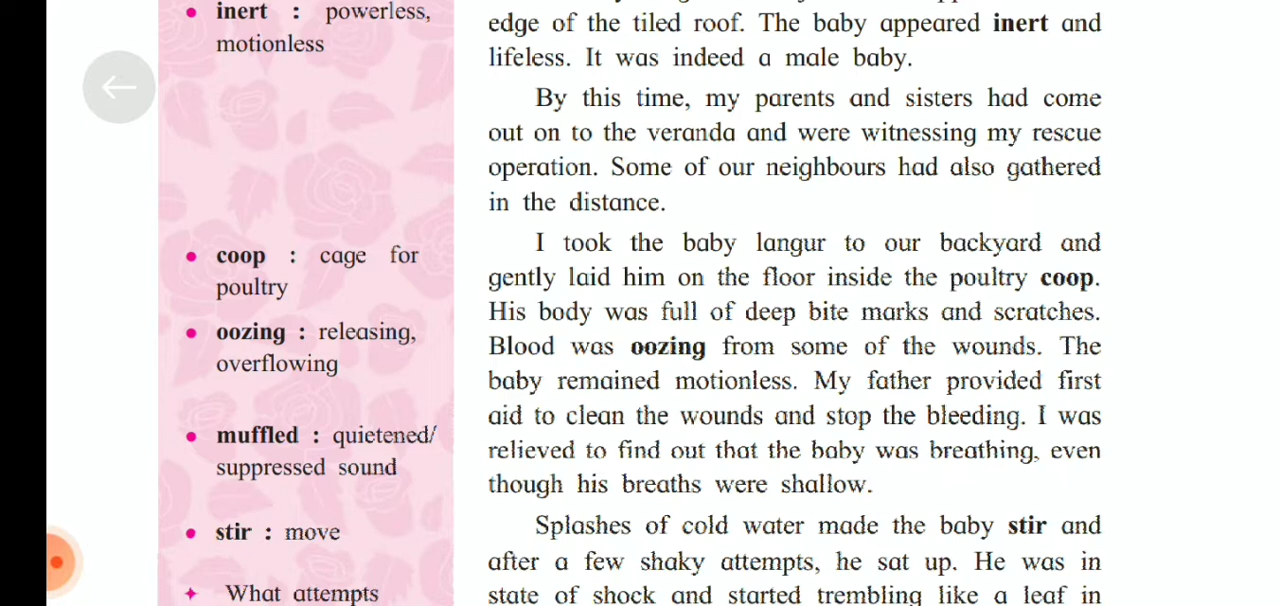 inert : powerless,
motionless
coop : cage for
poultry
oozing : releasing,
overflowing
muffled : quietened/
suppressed sound
stir : move
What attempts
edge of the tiled roof. The baby appeared inert and
lifeless. It was indeed a male baby.
By this time, my parents and sisters had come
out on to the veranda and were witnessing my rescue
operation. Some of our neighbours had also gathered
in the distance.
I took the baby langur to our backyard and
gently laid him on the floor inside the poultry coop.
His body was full of deep bite marks and scratches.
Blood was oozing from some of the wounds. The
baby remained motionless. My father provided first
aid to clean the wounds and stop the bleeding. I was
relieved to find out that the baby was breathing, even
though his breaths were shallow.
Splashes of cold water made the baby stir and
after a few shaky attempts, he sat up. He was in
state of shock and started trembling like a leaf in